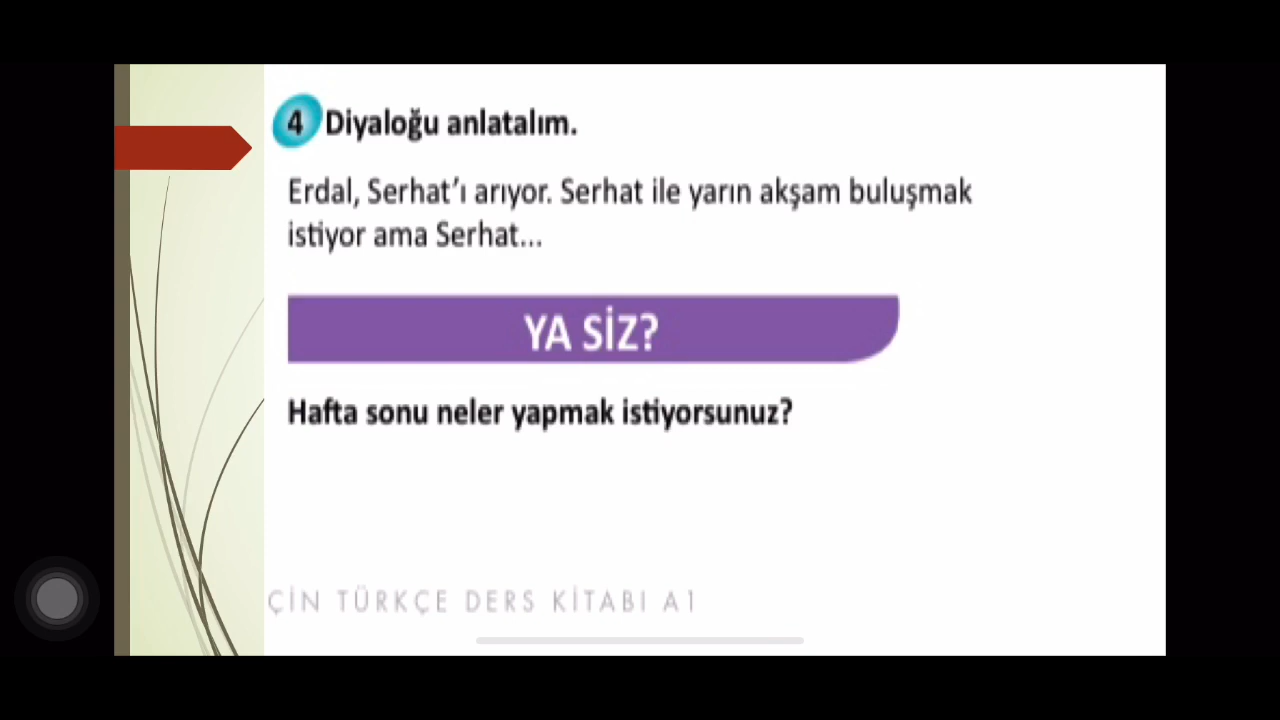 4 Diyaloğu anlatalım.
Erdal, Serhat’ı arıyor. Serhat ile yarın akşam buluşmak
istiyor ama Serhat...
YA SİZ?
Hafta sonu neler yapmak istiyorsunuz?
ÇİN TÜRKÇE DERS KİTABI A1